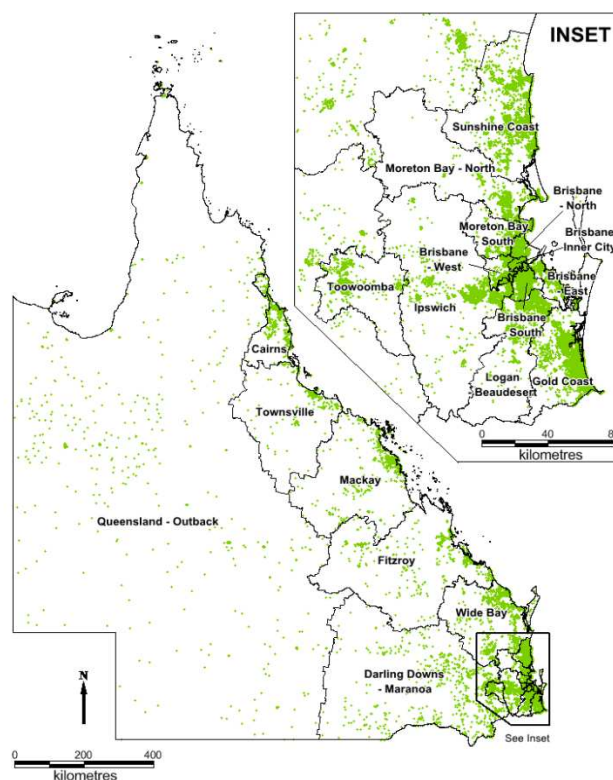 INSET
Sunshine Coast
Moreton Bay - North
Brisbane
- North
Moreton Bay
South
Brisbane
Inner City
Brisbane
- West
Brisbane
East
Toowoomba
Ipswich
Brisbane
South
Logan
Beaudesert
Gold Coast
0 40 80
kilometres
Cairns
Townsville
Mackay
Queensland - Outback
Fitzroy
Wide Bay
Darling Downs
- Maranoa
N
See Inset
0 200 400
kilometres